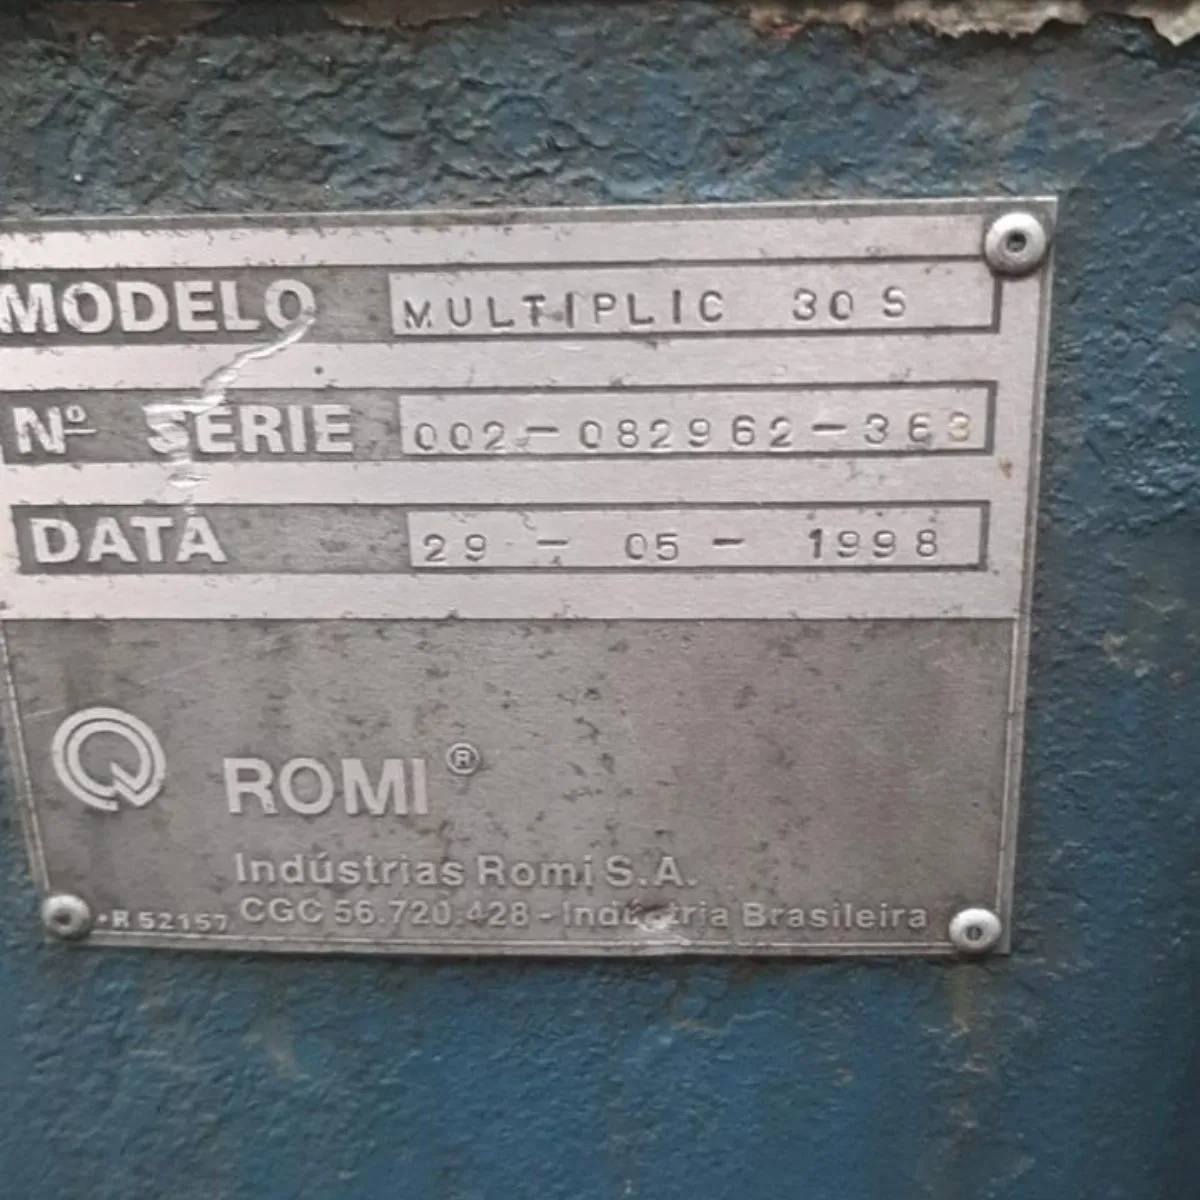 MODELO MULTIPLIC 30 S
Nº SÉRIE 002-082962-363
DATA 29 - 05 - 1998
ROMI ®
Indústrias Romi S.A.
•R 52157 CGC 56.720.428 - Indústria Brasileira